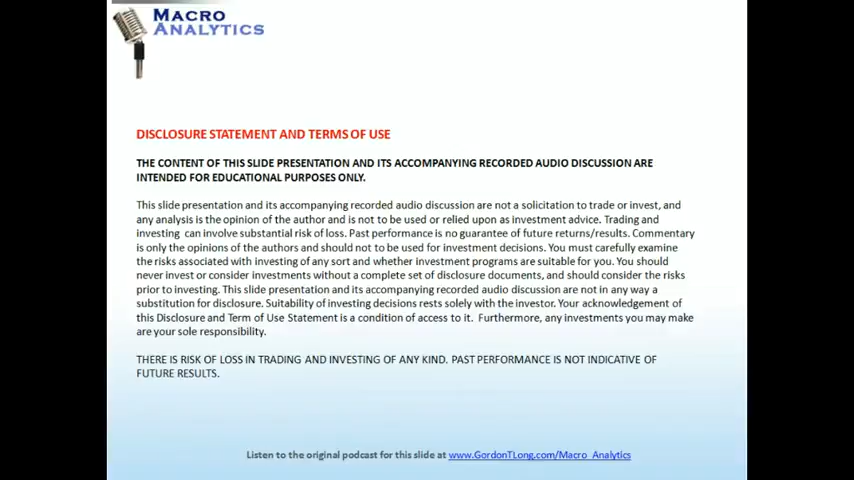 MACRO
ANALYTICS
DISCLOSURE STATEMENT AND TERMS OF USE
THE CONTENT OF THIS SLIDE PRESENTATION AND ITS ACCOMPANYING RECORDED AUDIO DISCUSSION ARE
INTENDED FOR EDUCATIONAL PURPOSES ONLY.
This slide presentation and its accompanying recorded audio discussion are not a solicitation to trade or invest, and
any analysis is the opinion of the author and is not to be used or relied upon as investment advice. Trading and
investing can involve substantial risk of loss. Past performance is no guarantee of future returns/results. Commentary
is only the opinions of the authors and should not to be used for investment decisions. You must carefully examine
the risks associated with investing of any sort and whether investment programs are suitable for you. You should
never invest or consider investments without a complete set of disclosure documents, and should consider the risks
prior to investing. This slide presentation and its accompanying recorded audio discussion are not in any way a
substitution for disclosure. Suitability of investing decisions rests solely with the investor. Your acknowledgement of
this Disclosure and Term of Use Statement is a condition of access to it. Furthermore, any investments you may make
are your sole responsibility.
THERE IS RISK OF LOSS IN TRADING AND INVESTING OF ANY KIND. PAST PERFORMANCE IS NOT INDICATIVE OF
FUTURE RESULTS.
Listen to the original podcast for this slide at www.GordonTLong.com/Macro_Analytics